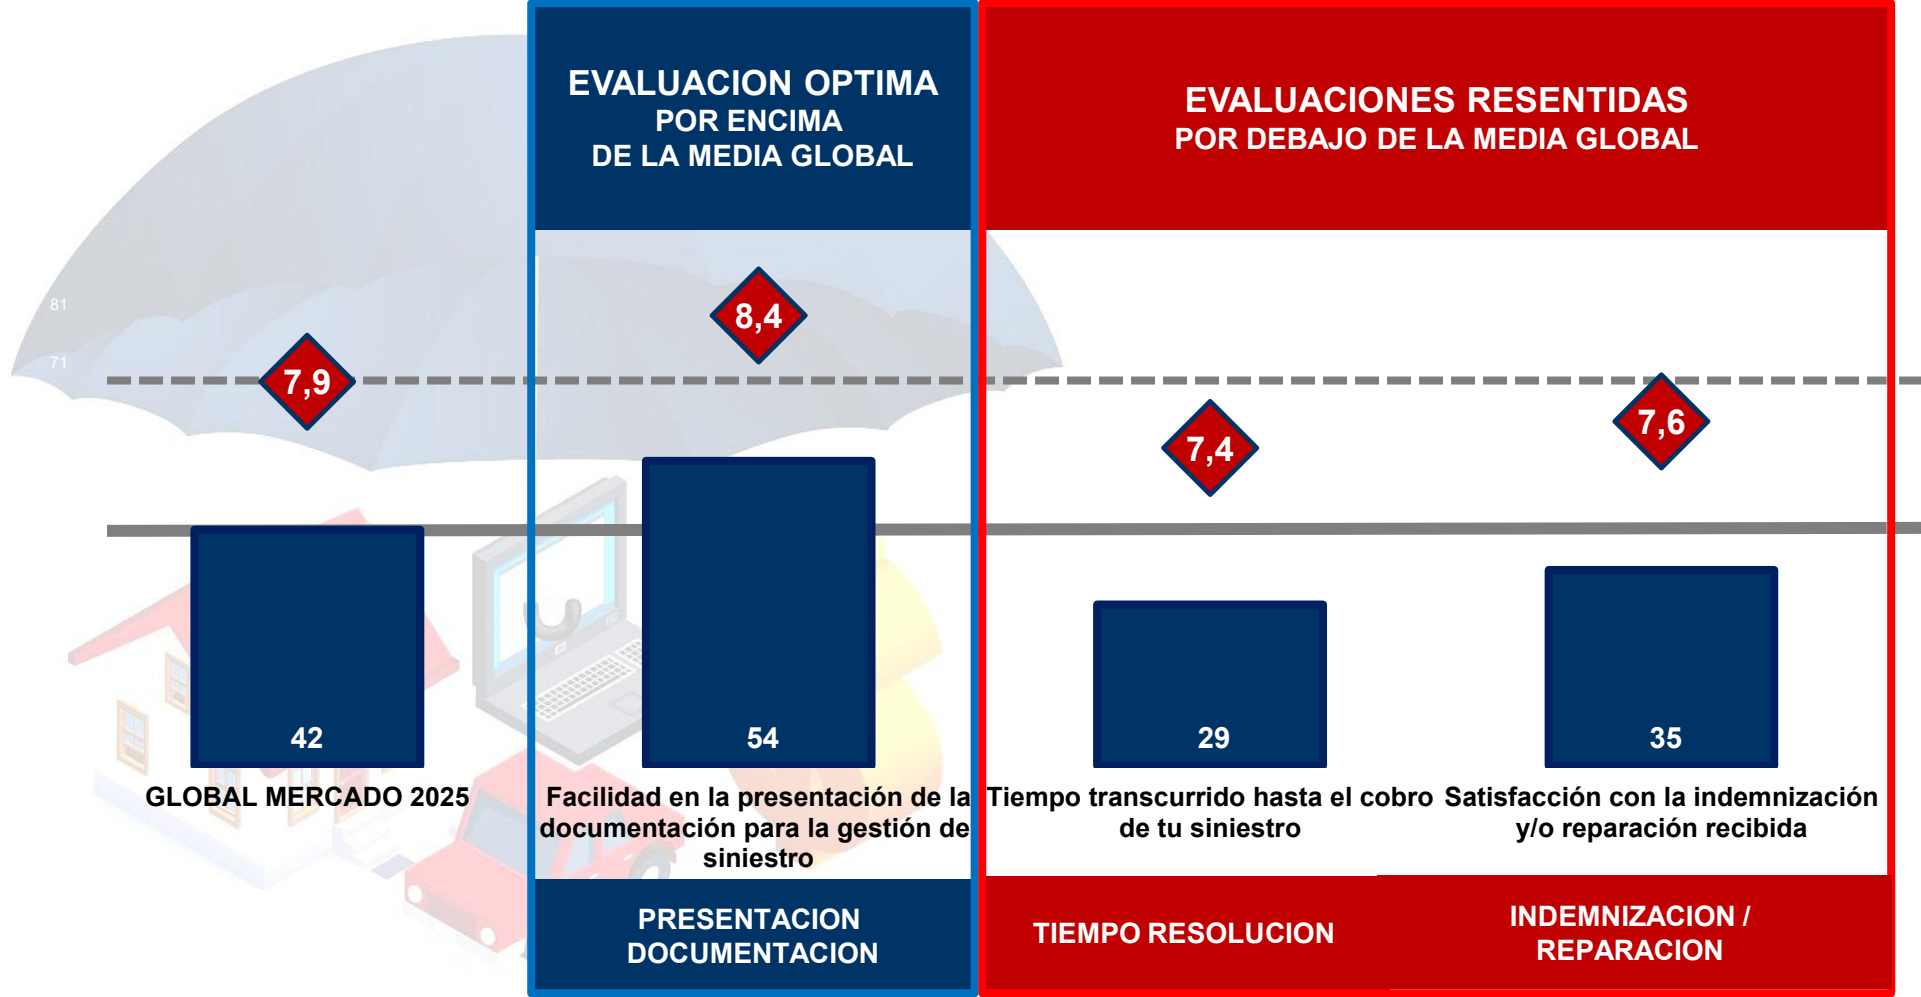 EVALUACION OPTIMA
POR ENCIMA
DE LA MEDIA GLOBAL
EVALUACIONES RESENTIDAS
POR DEBAJO DE LA MEDIA GLOBAL
81
71
7,9
8,4
7,4
7,6
42
54
29
35
GLOBAL MERCADO 2025
Facilidad en la presentación de la
documentación para la gestión de
siniestro
Tiempo transcurrido hasta el cobro
de tu siniestro
Satisfacción con la indemnización
y/o reparación recibida
PRESENTACION
DOCUMENTACION
TIEMPO RESOLUCION
INDEMNIZACION /
REPARACION